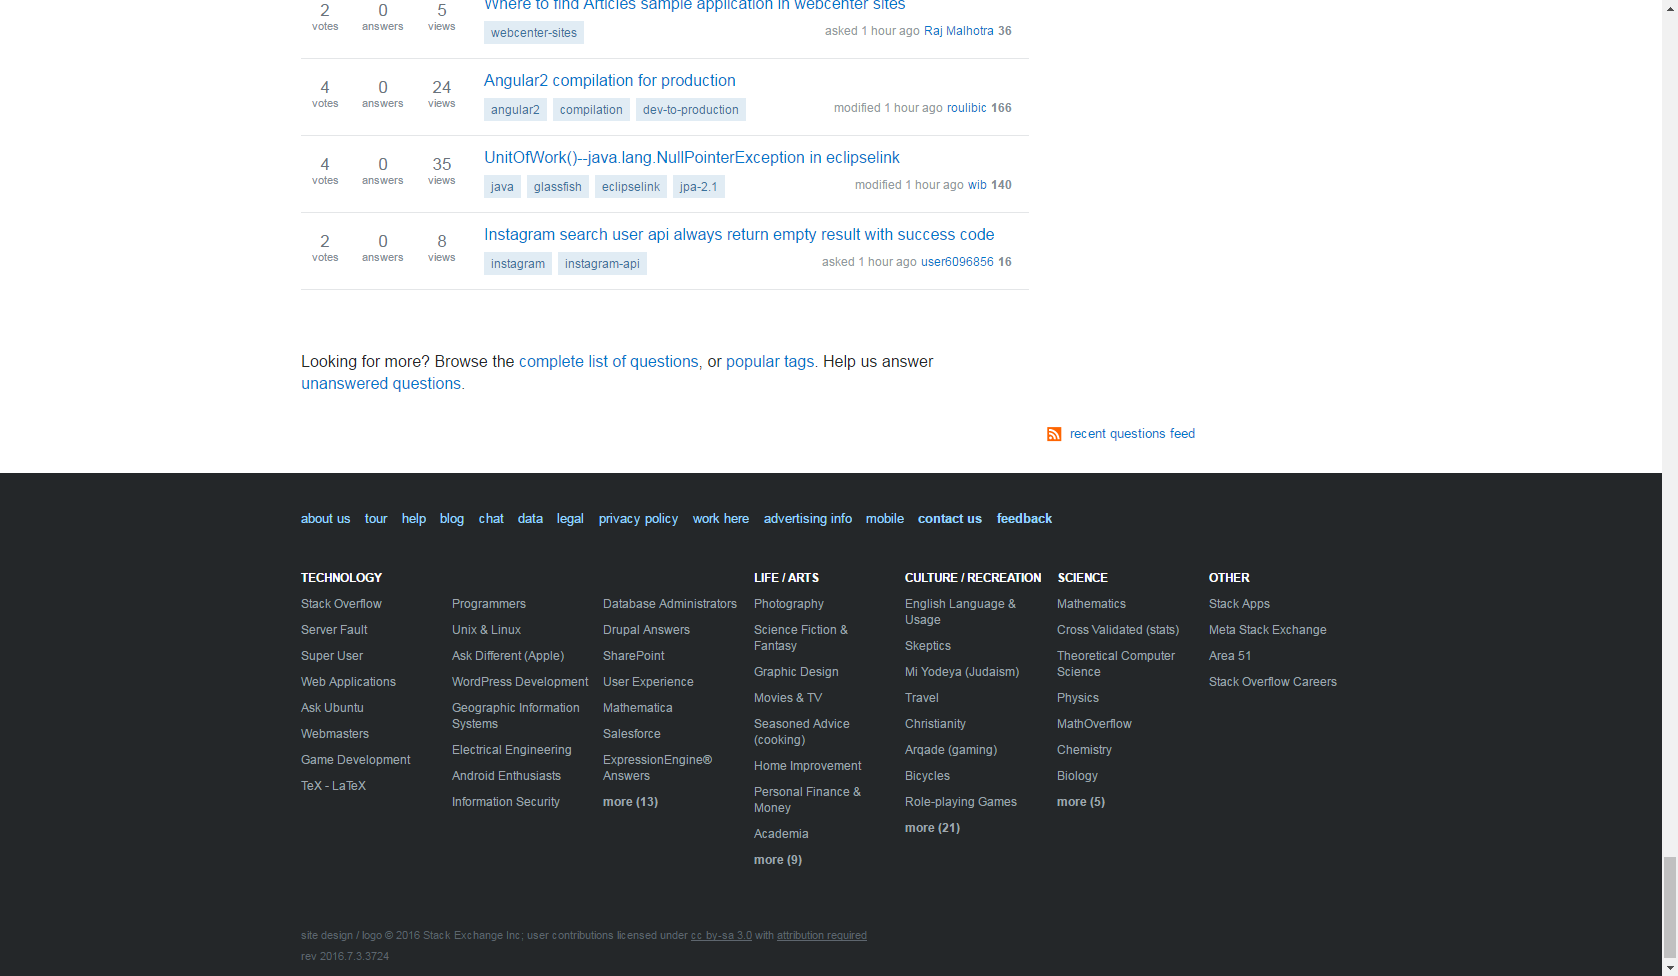 Where to find Articles sample application in webcenter sites
2 0 5
votes answers views
webcenter-sites
asked 1 hour ago Raj Malhotra 36
4 0 24
votes answers views
Angular2 compilation for production
angular2 compilation dev-to-production
modified 1 hour ago roulibic 166
4 0 35
votes answers views
UnitOfWork()--java.lang.NullPointerException in eclipselink
java glassfish eclipselink jpa-2.1
modified 1 hour ago wib 140
2 0 8
votes answers views
Instagram search user api always return empty result with success code
instagram instagram-api
asked 1 hour ago user6096856 16
Looking for more? Browse the complete list of questions, or popular tags. Help us answer
unanswered questions.
recent questions feed
about us tour help blog chat data legal privacy policy work here advertising info mobile contact us feedback
TECHNOLOGY
Stack Overflow
Server Fault
Super User
Web Applications
Ask Ubuntu
Webmasters
Game Development
TeX - LaTeX
Programmers
Unix & Linux
Ask Different (Apple)
WordPress Development
Geographic Information
Systems
Electrical Engineering
Android Enthusiasts
Information Security
Database Administrators
Drupal Answers
SharePoint
User Experience
Mathematica
Salesforce
ExpressionEngine®
Answers
more (13)
LIFE / ARTS
Photography
Science Fiction &
Fantasy
Graphic Design
Movies & TV
Seasoned Advice
(cooking)
Home Improvement
Personal Finance &
Money
Academia
more (9)
CULTURE / RECREATION
English Language &
Usage
Skeptics
Mi Yodeya (Judaism)
Travel
Christianity
Arqade (gaming)
Bicycles
Role-playing Games
more (21)
SCIENCE
Mathematics
Cross Validated (stats)
Theoretical Computer
Science
Physics
MathOverflow
Chemistry
Biology
more (5)
OTHER
Stack Apps
Meta Stack Exchange
Area 51
Stack Overflow Careers
site design / logo © 2016 Stack Exchange Inc; user contributions licensed under cc by-sa 3.0 with attribution required
rev 2016.7.3.3724